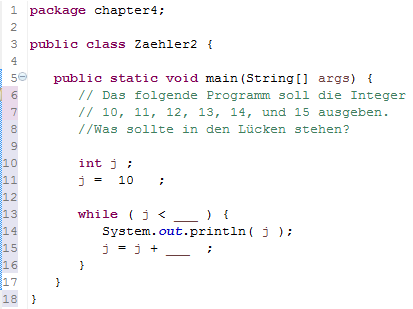 1 package chapter4;
2
3 public class Zaehler2 {
4
5 public static void main(String[] args) {
6 // Das folgende Programm soll die Integer
7 // 10, 11, 12, 13, 14, und 15 ausgeben.
8 //Was sollte in den Lücken stehen?
9
10 int j ;
11 j = 10 ;
12
13 while ( j < ___ ) {
14 System.out.println( j );
15 j = j + ___ ;
16 }
17 }
18 }